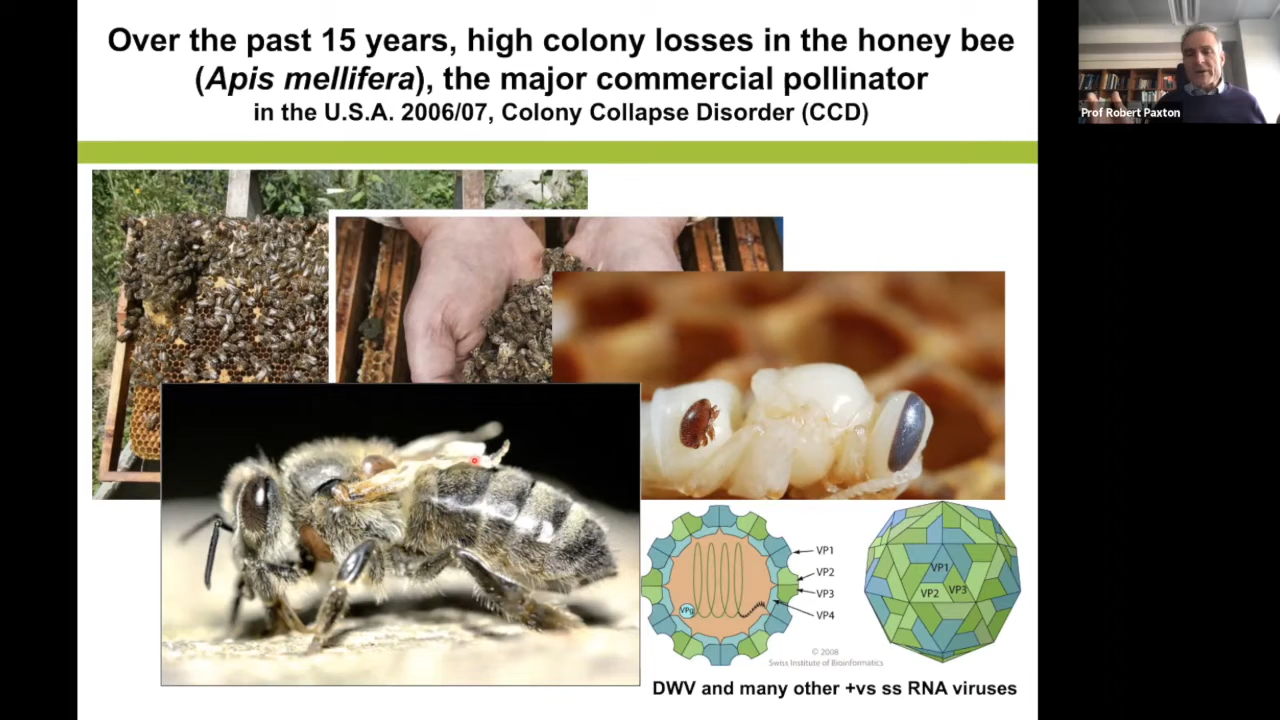 Over the past 15 years, high colony losses in the honey bee
(Apis mellifera), the major commercial pollinator
in the U.S.A. 2006/07, Colony Collapse Disorder (CCD)
Prof Robert Paxton
VP1
VP2
VP3
VP4
VPg
VP1
VP2
VP3
© 2008
Swiss Institute of Bioinformatics
DWV and many other +vs ss RNA viruses